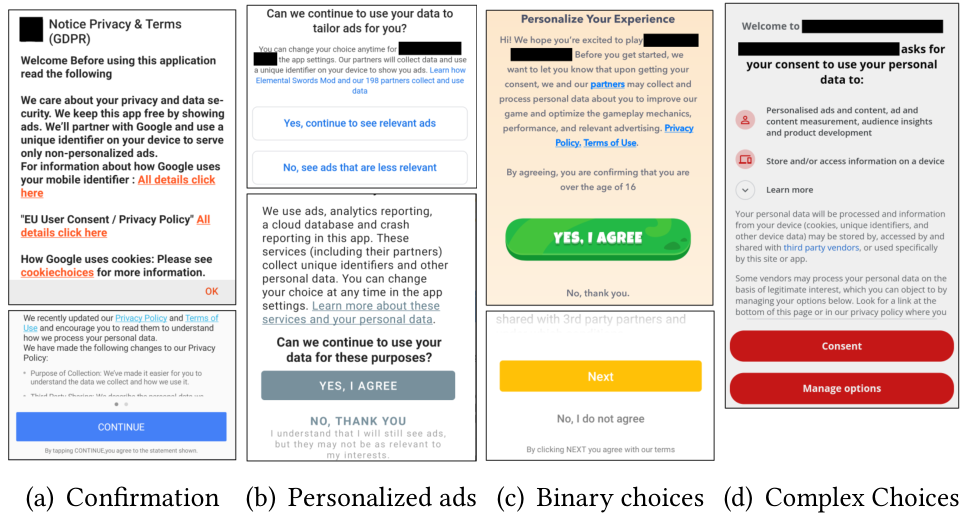 Notice Privacy & Terms
(GDPR)
Welcome Before using this application
read the following
We care about your privacy and data se-
curity. We keep this app free by showing
ads. We'll partner with Google and use a
unique identifier on your device to serve
only non-personalized ads.
For information about how Google uses
your mobile identifier : All details click
here
"EU User Consent / Privacy Policy" All
details click here
How Google uses cookies: Please see
cookiechoices for more information.
OK
We recently updated our Privacy Policy and Terms of
Use and encourage you to read them to understand
how we process your personal data.
We have made the following changes to our Privacy
Policy:
• Purpose of Collection: We've made it easier for you to
understand the data we collect and how we use it.
• Third Party Sharing: We describe the personal data we
CONTINUE
By tapping CONTINUE,you agree to the statement shown.
(a) Confirmation
Can we continue to use your data to
tailor ads for you?
You can change your choice anytime for
the app settings. Our partners will collect data and use
a unique identifier on your device to show you ads. Learn how
Elemental Swords Mod and our 198 partners collect and use
data
Yes, continue to see relevant ads
No, see ads that are less relevant
We use ads, analytics reporting,
a cloud database and crash
reporting in this app. These
services (including their partners)
collect unique identifiers and other
personal data. You can change
your choice at any time in the app
settings. Learn more about these
services and your personal data.
Can we continue to use your
data for these purposes?
YES, I AGREE
NO, THANK YOU
I understand that I will still see ads,
but they may not be as relevant to
my interests.
(b) Personalized ads
Personalize Your Experience
Hi! We hope you're excited to play
Before you get started, we
want to let you know that upon getting your
consent, we and our partners may collect and
process personal data about you to improve our
game and optimize the gameplay mechanics,
performance, and relevant advertising. Privacy
Policy, Terms of Use.
By agreeing, you are confirming that you are
over the age of 16
YES, I AGREE
No, thank you.
shared with 3rd party partners and
Next
No, I do not agree
By clicking NEXT you agree with our terms
(c) Binary choices
Welcome to
asks for
your consent to use your personal
data to:
Personalised ads and content, ad and
content measurement, audience insights
and product development
Store and/or access information on a device
Learn more
Your personal data will be processed and information
from your device (cookies, unique identifiers, and
other device data) may be stored by, accessed by and
shared with third party vendors, or used specifically
by this site or app.
Some vendors may process your personal data on the
basis of legitimate interest, which you can object to by
managing your options below. Look for a link at the
bottom of this page or in our privacy policy where you
Consent
Manage options
(d) Complex Choices